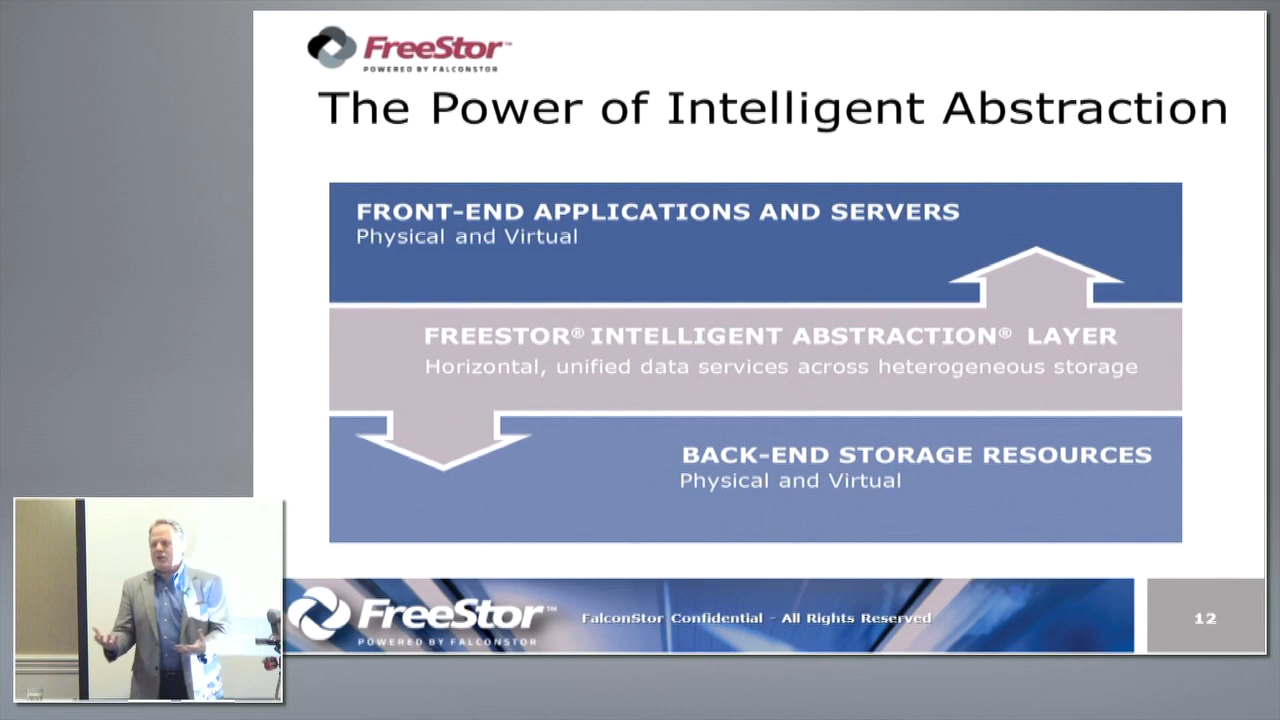 FreeStor™
POWERED BY FALCONSTOR
The Power of Intelligent Abstraction
FRONT-END APPLICATIONS AND SERVERS
Physical and Virtual
FREESTOR® INTELLIGENT ABSTRACTION® LAYER
Horizontal, unified data services across heterogeneous storage
BACK-END STORAGE RESOURCES
Physical and Virtual
FreeStor™
POWERED BY FALCONSTOR
FalconStor Confidential - All Rights Reserved
12